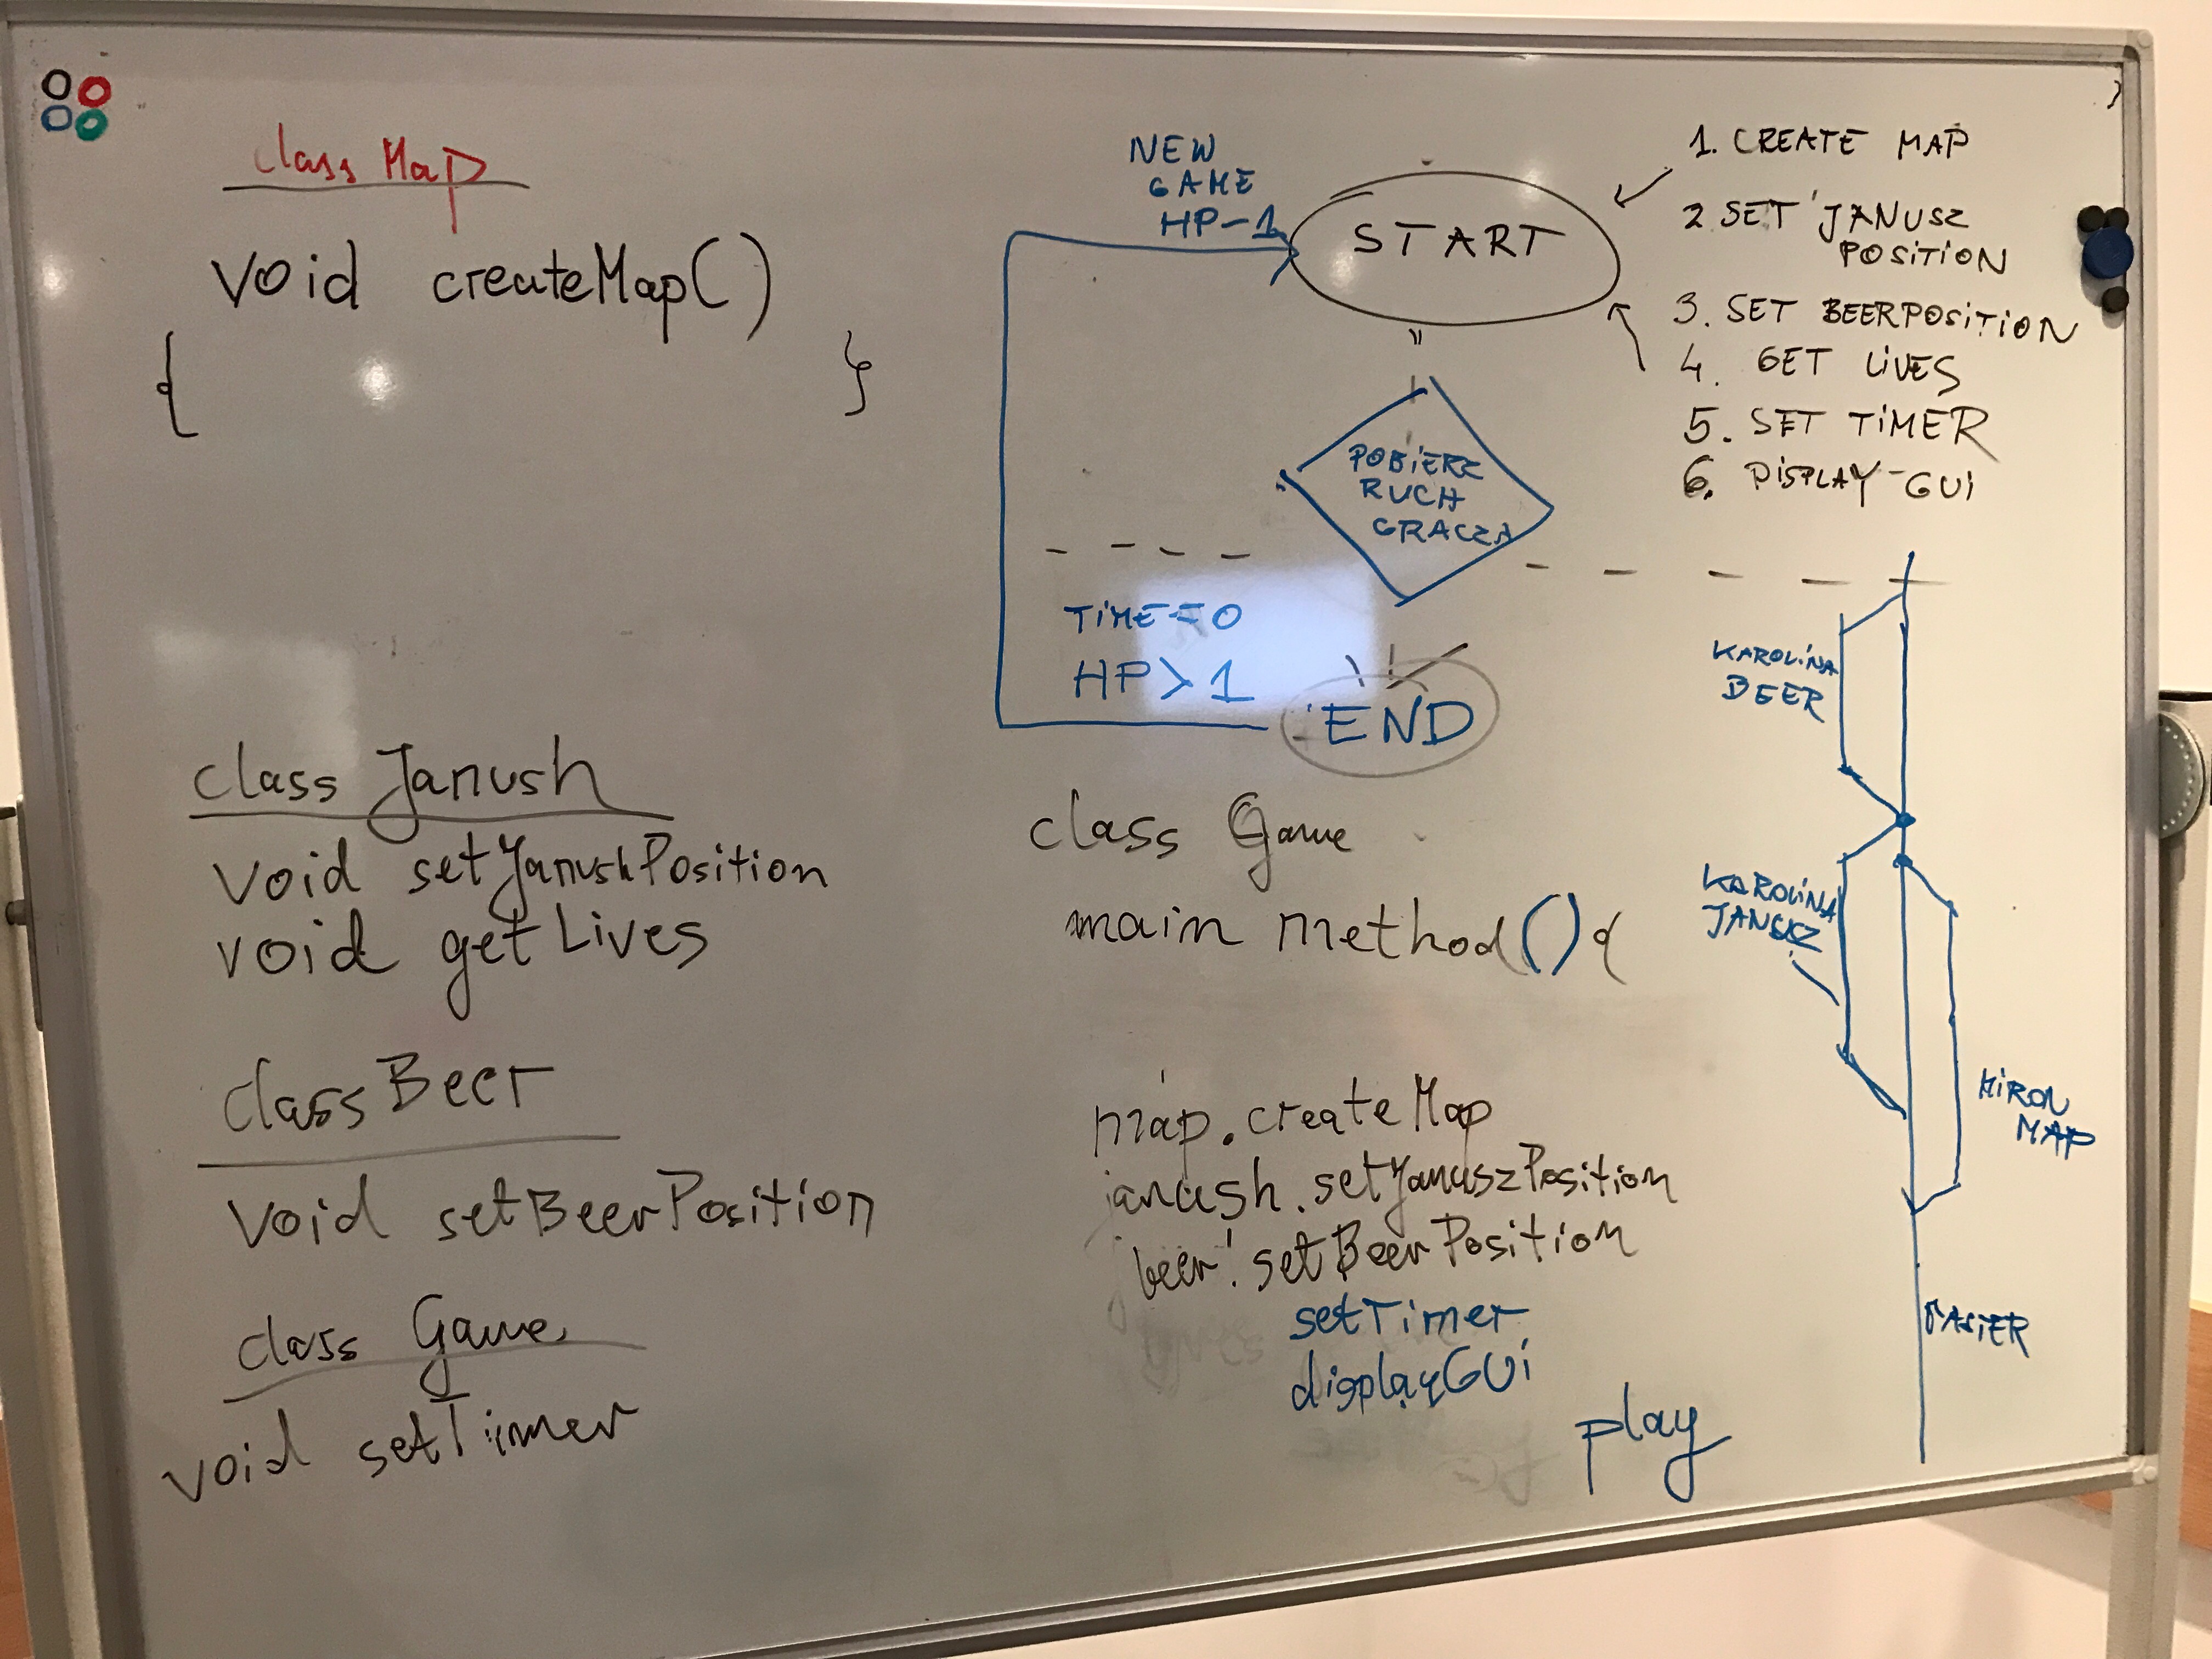 class Map
void createMap()
{ }
class Janush
void setJanushPosition
void getLives
class Beer
void setBeerPosition
class Game
void setTimer
NEW
GAME
HP-1
START
POBIERZ
RUCH
GRACZA
TIME==0
HP>1
END
1. CREATE MAP
2. SET JANUSZ
POSITION
3. SET BEERPOSITION
4. GET LIVES
5. SET TIMER
6. DISPLAY-GUI
class Game
main method(){
map.createMap
janush.setJanuszPosition
beer.setBeerPosition
setTimer
displayGUI
play
KAROLINA
BEER
KAROLINA
JANUSZ
MIRON
MAP